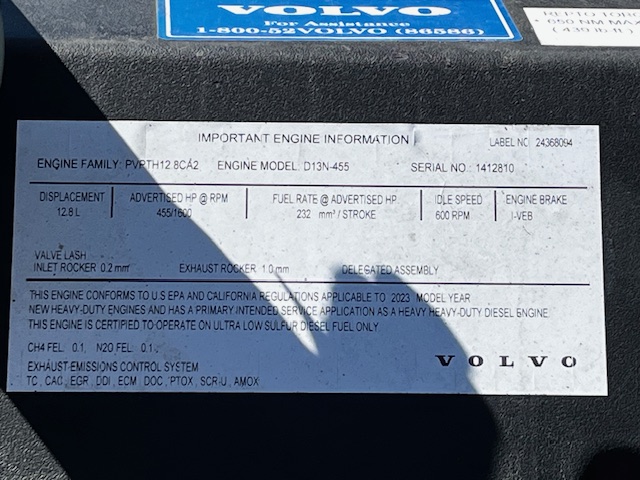 VOLVO
For Assistance
1-800-52VOLVO (86586)
650 NM MAX
IMPORTANT ENGINE INFORMATION
LABEL NO 24368094
ENGINE FAMILY: PVPTH12.8CA2 ENGINE MODEL: D13N-455 SERIAL NO.: 1412810
DISPLACEMENT ADVERTISED HP @ RPM FUEL RATE @ ADVERTISED HP IDLE SPEED ENGINE BRAKE
12.8 L 455/1600 232 mm³ / STROKE 600 RPM I-VEB
VALVE LASH
INLET ROCKER 0.2 mm EXHAUST ROCKER 1.0 mm DELEGATED ASSEMBLY
THIS ENGINE CONFORMS TO U.S EPA AND CALIFORNIA REGULATIONS APPLICABLE TO 2023 MODEL YEAR
NEW HEAVY-DUTY ENGINES AND HAS A PRIMARY INTENDED SERVICE APPLICATION AS A HEAVY HEAVY-DUTY DIESEL ENGINE.
THIS ENGINE IS CERTIFIED TO OPERATE ON ULTRA LOW SULFUR DIESEL FUEL ONLY
CH4 FEL: 0.1, N2O FEL: 0.1
EXHAUST EMISSIONS CONTROL SYSTEM
TC, CAC, EGR, DDI, ECM, DOC, PTOX, SCR-U, AMOX
VOLVO